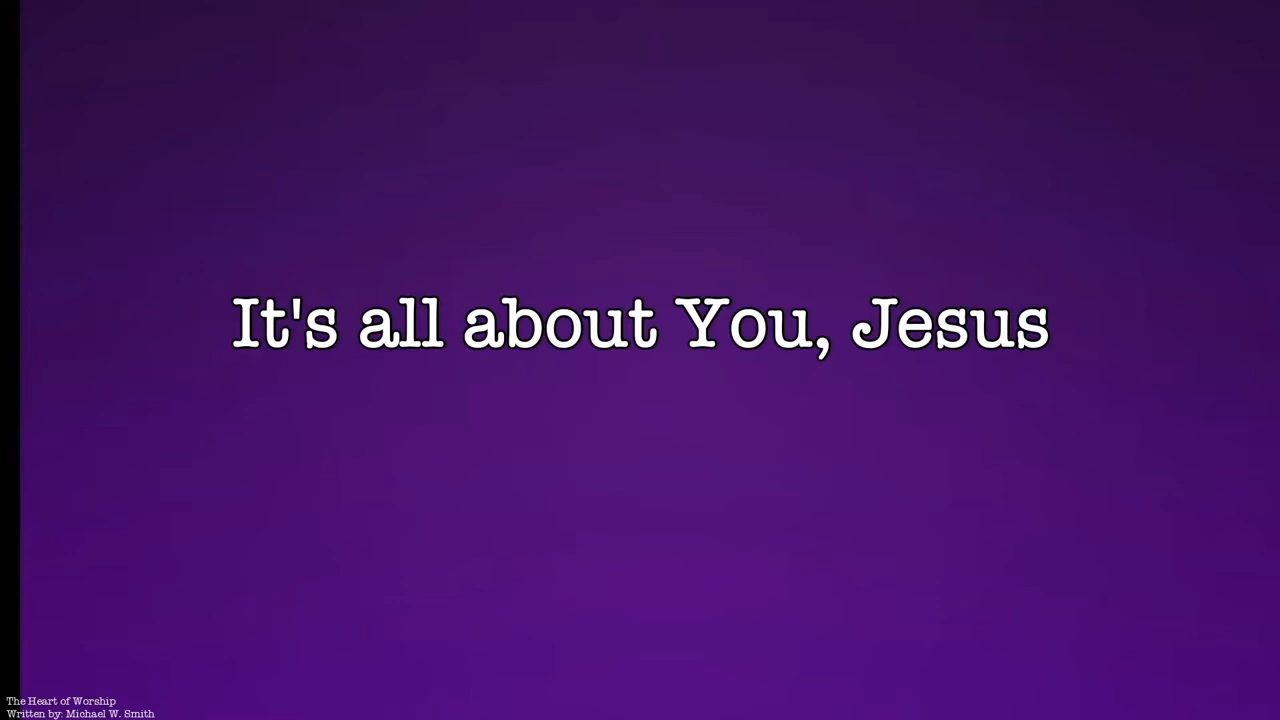 It's all about You, Jesus
The Heart of Worship
Written by: Michael W. Smith